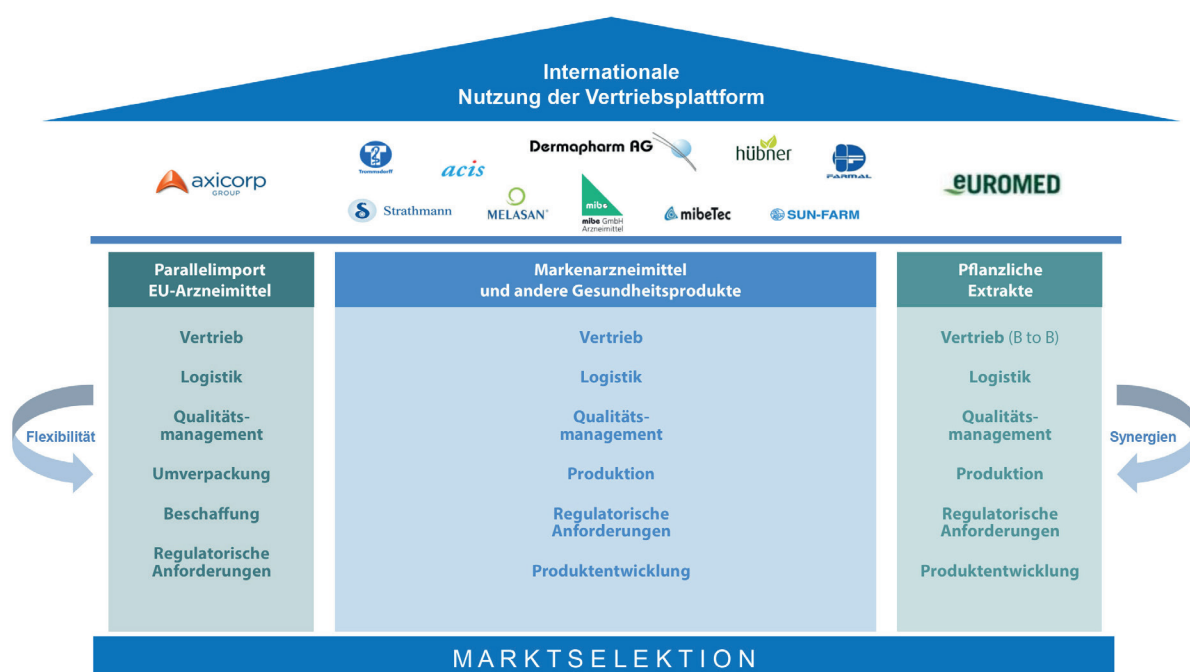 Internationale
Nutzung der Vertriebsplattform
axicorp
GROUP
Trommsdorff
acis
Dermapharm AG
hübner
FARMAL
Strathmann
MELASAN®
mibe
mibe GmbH
Arzneimittel
mibeTec
SUN-FARM
EUROMED
Parallelimport
EU-Arzneimittel
Vertrieb
Logistik
Qualitäts-
management
Umverpackung
Beschaffung
Regulatorische
Anforderungen
Markenarzneimittel
und andere Gesundheitsprodukte
Vertrieb
Logistik
Qualitäts-
management
Produktion
Regulatorische
Anforderungen
Produktentwicklung
Pflanzliche
Extrakte
Vertrieb (B to B)
Logistik
Qualitäts-
management
Produktion
Regulatorische
Anforderungen
Produktentwicklung
Flexibilität
Synergien
MARKTSELEKTION